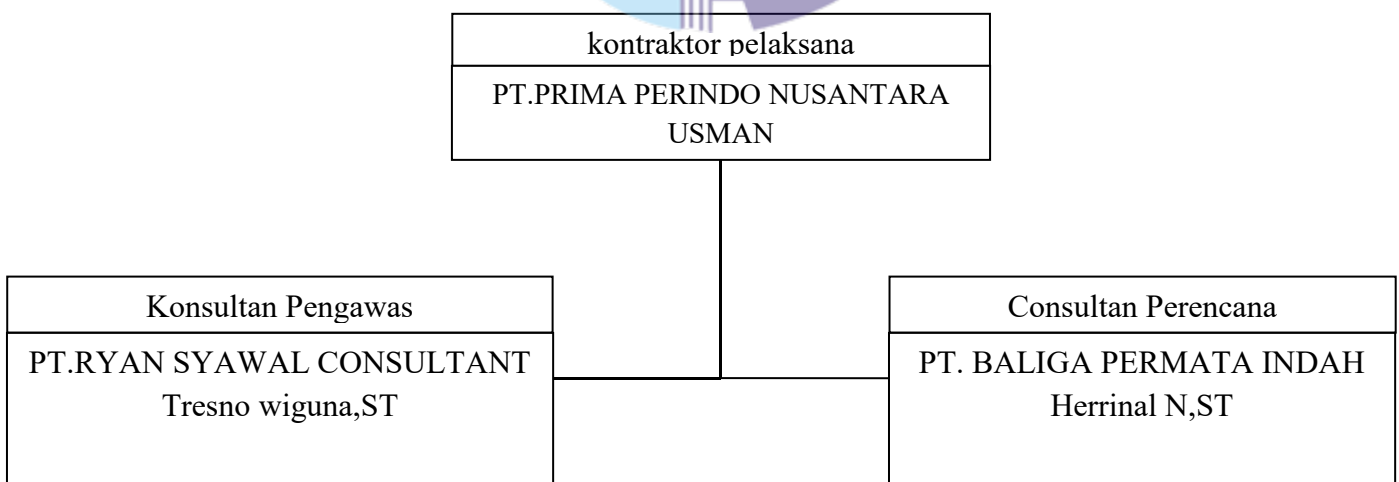 kontraktor pelaksana
PT.PRIMA PERINDO NUSANTARA
USMAN
Konsultan Pengawas
PT.RYAN SYAWAL CONSULTANT
Tresno wiguna,ST
Consultan Perencana
PT. BALIGA PERMATA INDAH
Herrinal N,ST